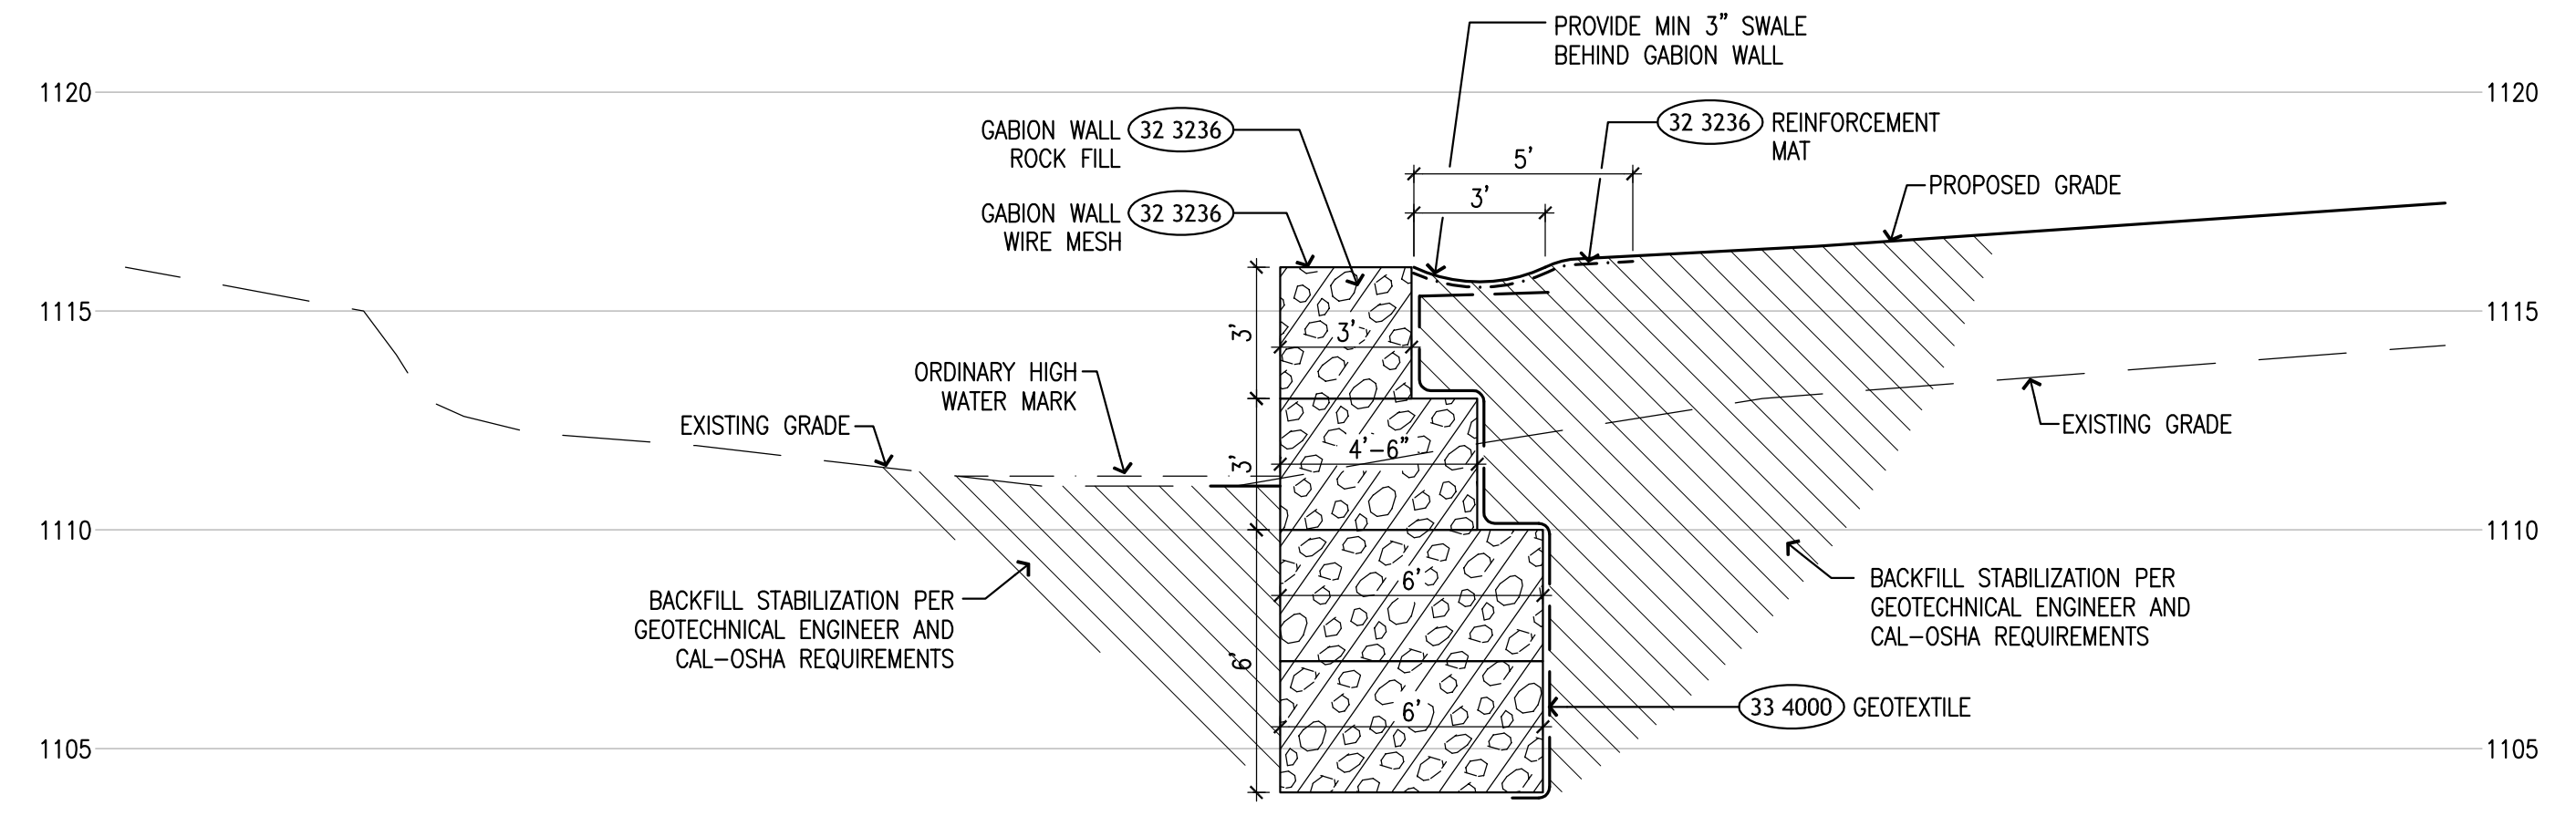 PROVIDE MIN 3” SWALE
BEHIND GABION WALL
1120
1120
GABION WALL 32 3236
ROCK FILL
32 3236 REINFORCEMENT
MAT
5'
3'
PROPOSED GRADE
GABION WALL 32 3236
WIRE MESH
1115
1115
3'
3'
ORDINARY HIGH
WATER MARK
EXISTING GRADE
EXISTING GRADE
4'-6”
3'
1110
1110
BACKFILL STABILIZATION PER
GEOTECHNICAL ENGINEER AND
CAL-OSHA REQUIREMENTS
6'
BACKFILL STABILIZATION PER
GEOTECHNICAL ENGINEER AND
CAL-OSHA REQUIREMENTS
6'
6'
33 4000 GEOTEXTILE
1105
1105